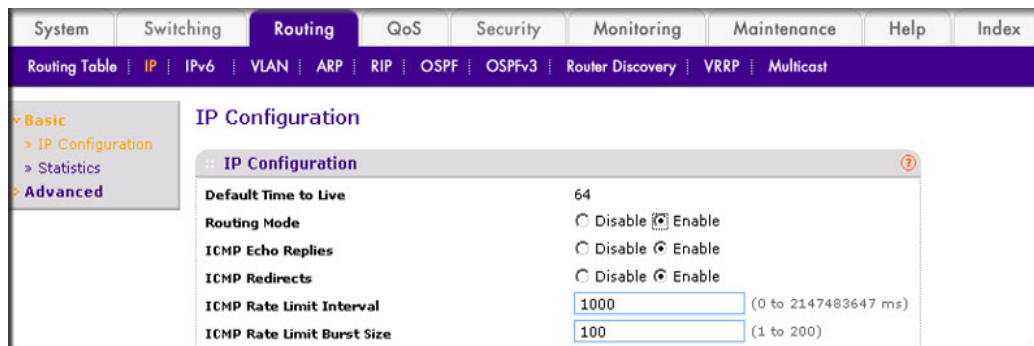 System Switching Routing QoS Security Monitoring Maintenance Help Index
Routing Table IP IPv6 VLAN ARP RIP OSPF OSPFv3 Router Discovery VRRP Multicast
Basic
» IP Configuration
» Statistics
Advanced
IP Configuration
IP Configuration ?
Default Time to Live 64
Routing Mode Disable Enable
ICMP Echo Replies Disable Enable
ICMP Redirects Disable Enable
ICMP Rate Limit Interval 1000 (0 to 2147483647 ms)
ICMP Rate Limit Burst Size 100 (1 to 200)